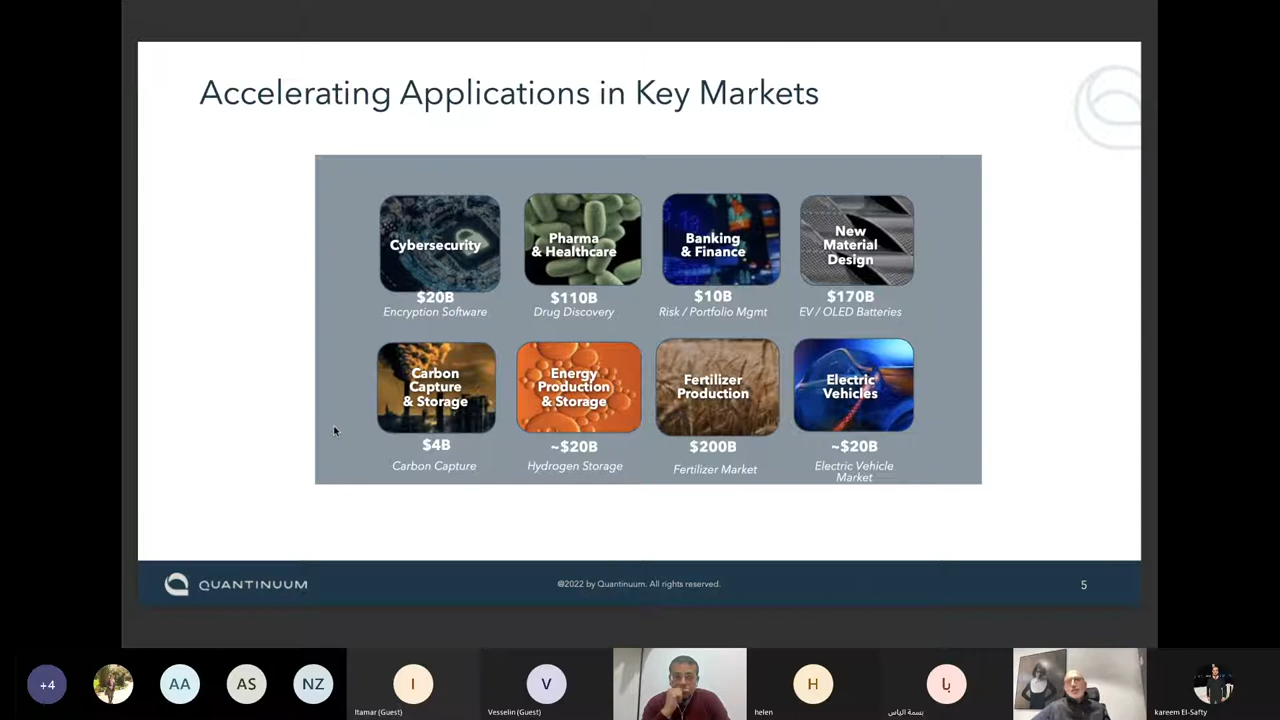 Accelerating Applications in Key Markets
Cybersecurity
$20B
Encryption Software
Pharma
& Healthcare
$110B
Drug Discovery
Banking
& Finance
$10B
Risk / Portfolio Mgmt
New
Material
Design
$170B
EV / OLED Batteries
Carbon
Capture
& Storage
$4B
Carbon Capture
Energy
Production
& Storage
~$20B
Hydrogen Storage
Fertilizer
Production
$200B
Fertilizer Market
Electric
Vehicles
~$20B
Electric Vehicle
Market
QUANTINUUM
©2022 by Quantinuum. All rights reserved.
5
+4
AA
AS
NZ
I
Itamar (Guest)
V
Vesselin (Guest)
H
helen
با
بسمة الياس
kareem El-Safty